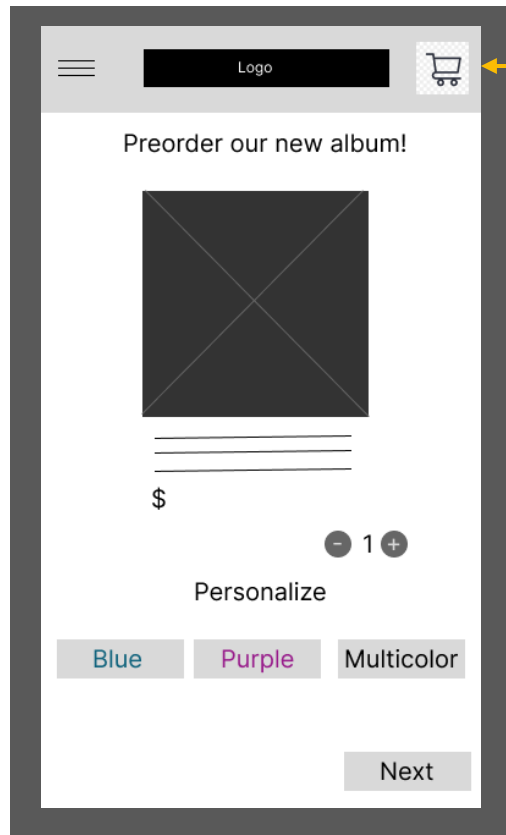 Logo
Preorder our new album!
$
- 1 +
Personalize
Blue Purple Multicolor
Next